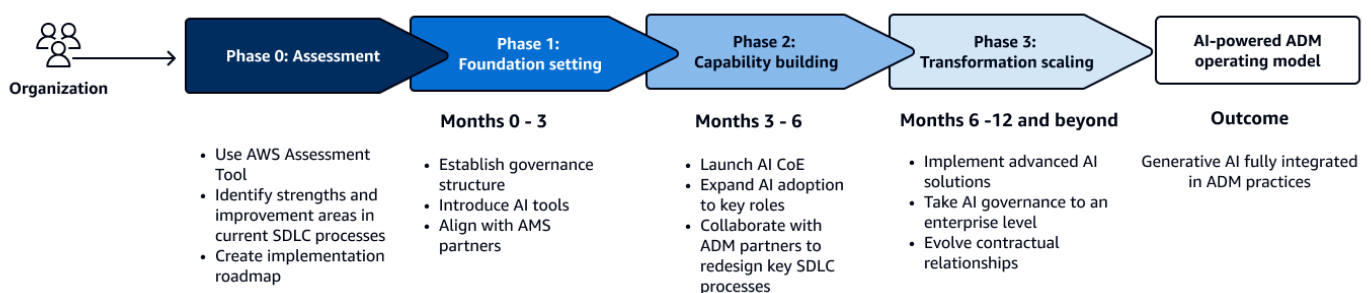 Organization
Phase 0: Assessment
• Use AWS Assessment
Tool
• Identify strengths and
improvement areas in
current SDLC processes
• Create implementation
roadmap
Phase 1:
Foundation setting
Months 0 - 3
• Establish governance
structure
• Introduce AI tools
• Align with AMS
partners
Phase 2:
Capability building
Months 3 - 6
• Launch AI CoE
• Expand AI adoption
to key roles
• Collaborate with
ADM partners to
redesign key SDLC
processes
Phase 3:
Transformation scaling
Months 6 -12 and beyond
• Implement advanced AI
solutions
• Take AI governance to an
enterprise level
• Evolve contractual
relationships
AI-powered ADM
operating model
Outcome
Generative AI fully integrated
in ADM practices